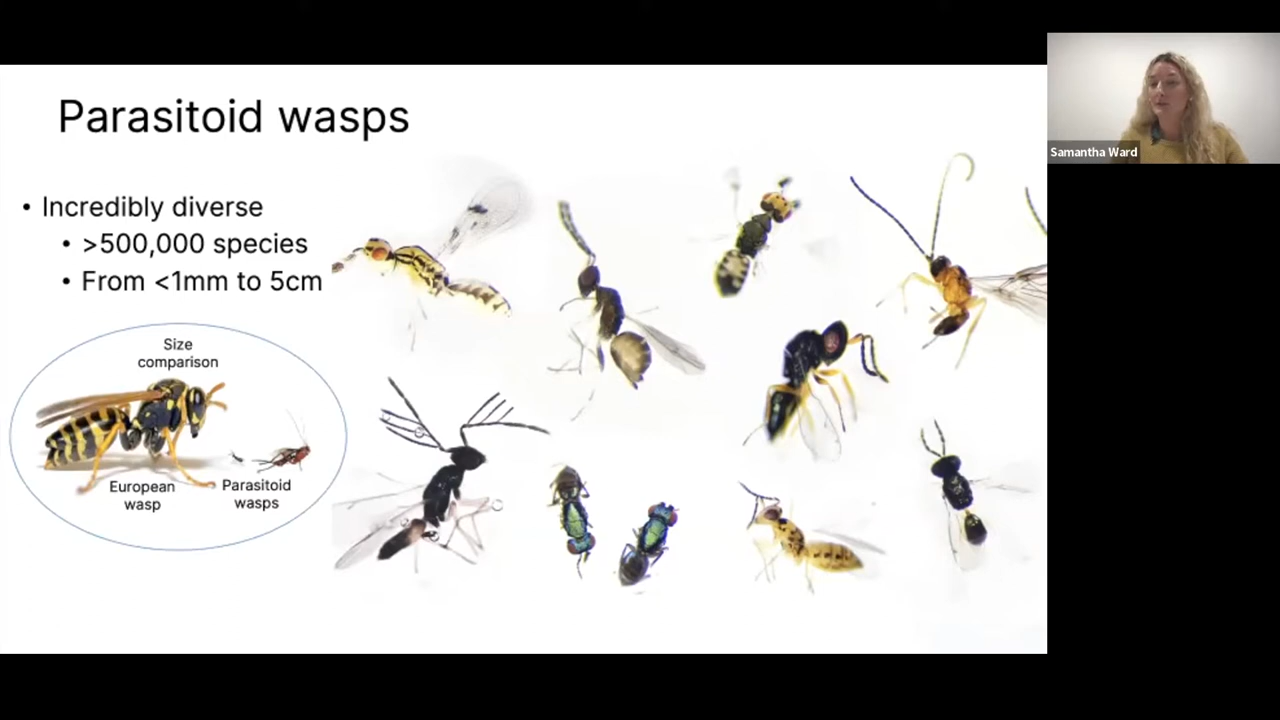 Parasitoid wasps
• Incredibly diverse
• >500,000 species
• From <1mm to 5cm
Size
comparison
European
wasp
Parasitoid
wasps
Samantha Ward